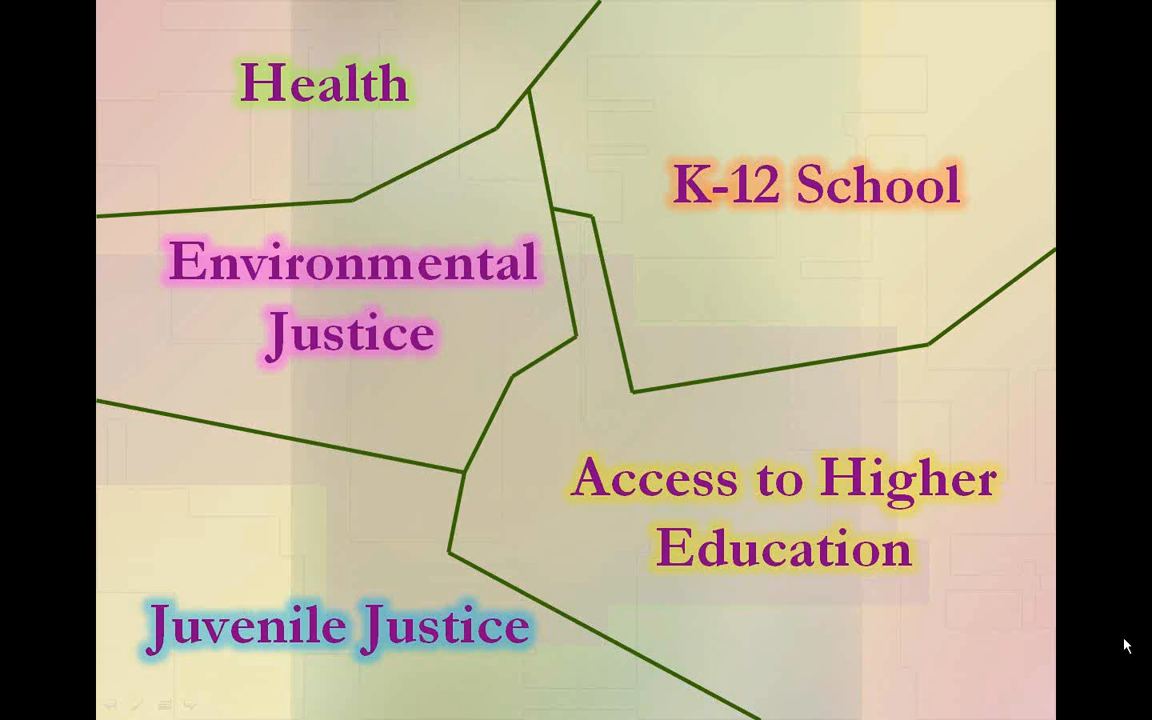 Health
K-12 School
Environmental
Justice
Access to Higher
Education
Juvenile Justice